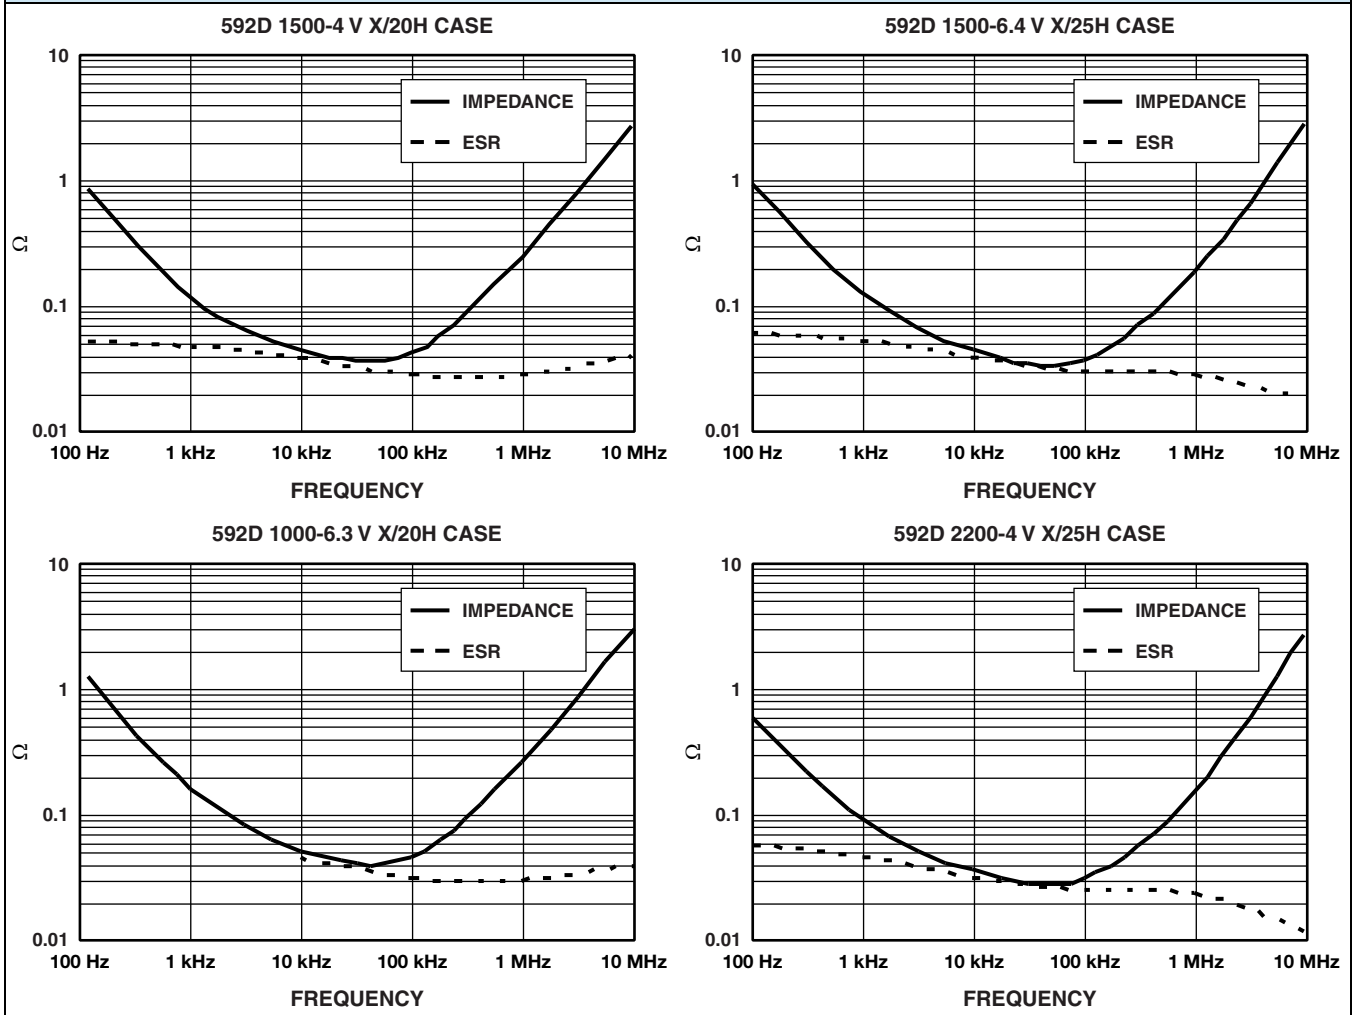 592D 1500-4 V X/20H CASE
10
1
0.1
0.01
Ω
IMPEDANCE
ESR
100 Hz 1 kHz 10 kHz 100 kHz 1 MHz 10 MHz
FREQUENCY
592D 1500-6.4 V X/25H CASE
10
1
0.1
0.01
Ω
IMPEDANCE
ESR
100 Hz 1 kHz 10 kHz 100 kHz 1 MHz 10 MHz
FREQUENCY
592D 1000-6.3 V X/20H CASE
10
1
0.1
0.01
Ω
IMPEDANCE
ESR
100 Hz 1 kHz 10 kHz 100 kHz 1 MHz 10 MHz
FREQUENCY
592D 2200-4 V X/25H CASE
10
1
0.1
0.01
Ω
IMPEDANCE
ESR
100 Hz 1 kHz 10 kHz 100 kHz 1 MHz 10 MHz
FREQUENCY